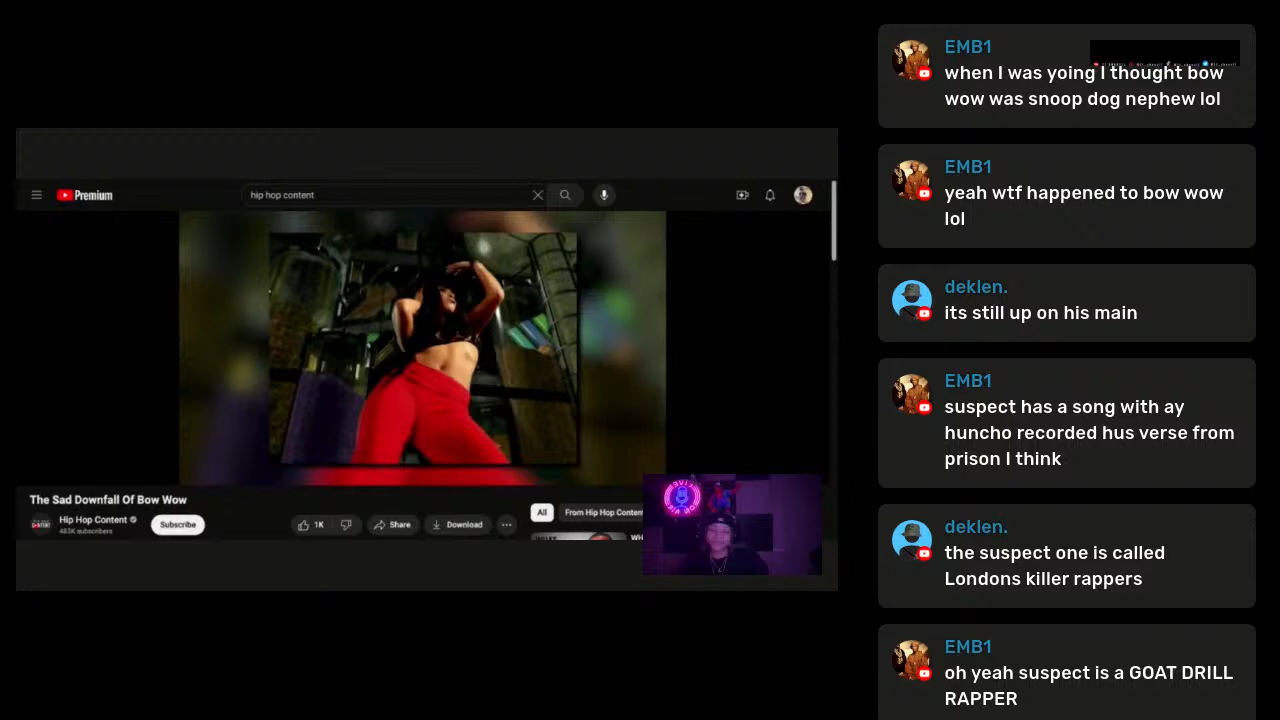 Premium
hip hop content
The Sad Downfall Of Bow Wow
Hip Hop Content
483K subscribers
Subscribe
1K
Share
Download
All
From Hip Hop Conten
EMB1
when I was yoing I thought bow
wow was snoop dog nephew lol
EMB1
yeah wtf happened to bow wow
lol
deklen.
its still up on his main
EMB1
suspect has a song with ay
huncho recorded hus verse from
prison I think
deklen.
the suspect one is called
Londons killer rappers
EMB1
oh yeah suspect is a GOAT DRILL
RAPPER